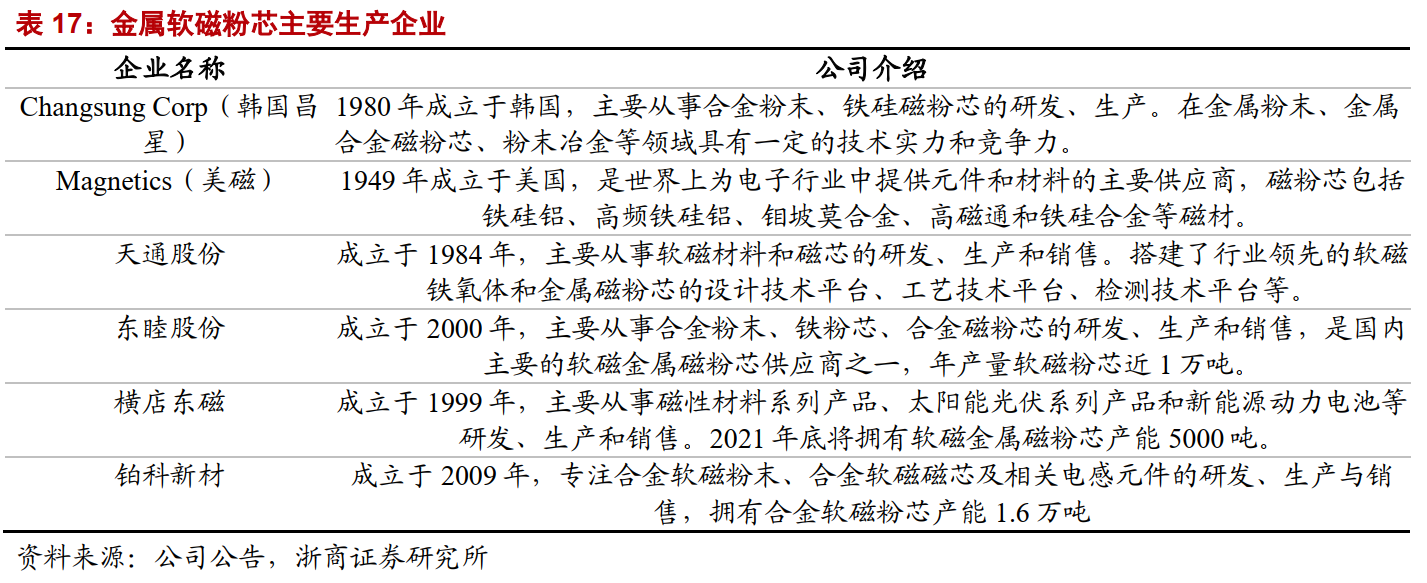 表 17：金属软磁粉芯主要生产企业
企业名称 公司介绍
Changsung Corp（韩国昌 1980 年成立于韩国，主要从事合金粉末、铁硅磁粉芯的研发、生产。在金属粉末、金属
星） 合金磁粉芯、粉末冶金等领域具有一定的技术实力和竞争力。
Magnetics（美磁） 1949 年成立于美国，是世界上为电子行业中提供元件和材料的主要供应商，磁粉芯包括
铁硅铝、高频铁硅铝、钼坡莫合金、高磁通和铁硅合金等磁材。
天通股份 成立于 1984 年，主要从事软磁材料和磁芯的研发、生产和销售。搭建了行业领先的软磁
铁氧体和金属磁粉芯的设计技术平台、工艺技术平台、检测技术平台等。
东睦股份 成立于 2000 年，主要从事合金粉末、铁粉芯、合金磁粉芯的研发、生产和销售，是国内
主要的软磁金属磁粉芯供应商之一，年产量软磁粉芯近 1 万吨。
横店东磁 成立于 1999 年，主要从事磁性材料系列产品、太阳能光伏系列产品和新能源动力电池等
研发、生产和销售。2021 年底将拥有软磁金属磁粉芯产能 5000 吨。
铂科新材 成立于 2009 年，专注合金软磁粉末、合金软磁磁芯及相关电感元件的研发、生产与销
售，拥有合金软磁粉芯产能 1.6 万吨
资料来源：公司公告，浙商证券研究所